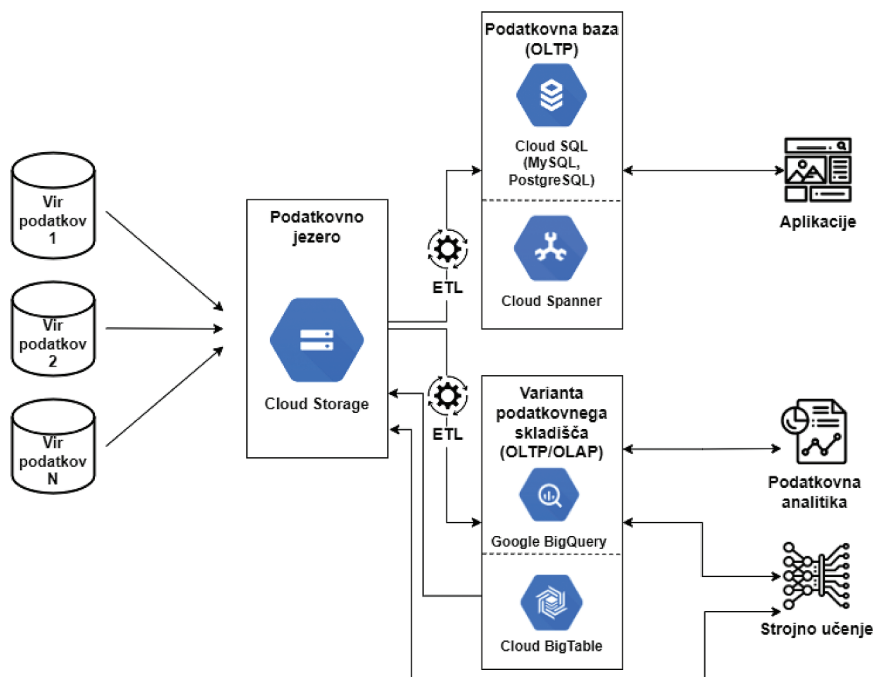 Vir
podatkov
1
Vir
podatkov
2
Vir
podatkov
N
Podatkovno
jezero
Cloud Storage
ETL
ETL
Podatkovna baza
(OLTP)
Cloud SQL
(MySQL,
PostgreSQL)
Cloud Spanner
Varianta
podatkovnega
skladišča
(OLTP/OLAP)
Google BigQuery
Cloud BigTable
Aplikacije
Podatkovna
analitika
Strojno učenje